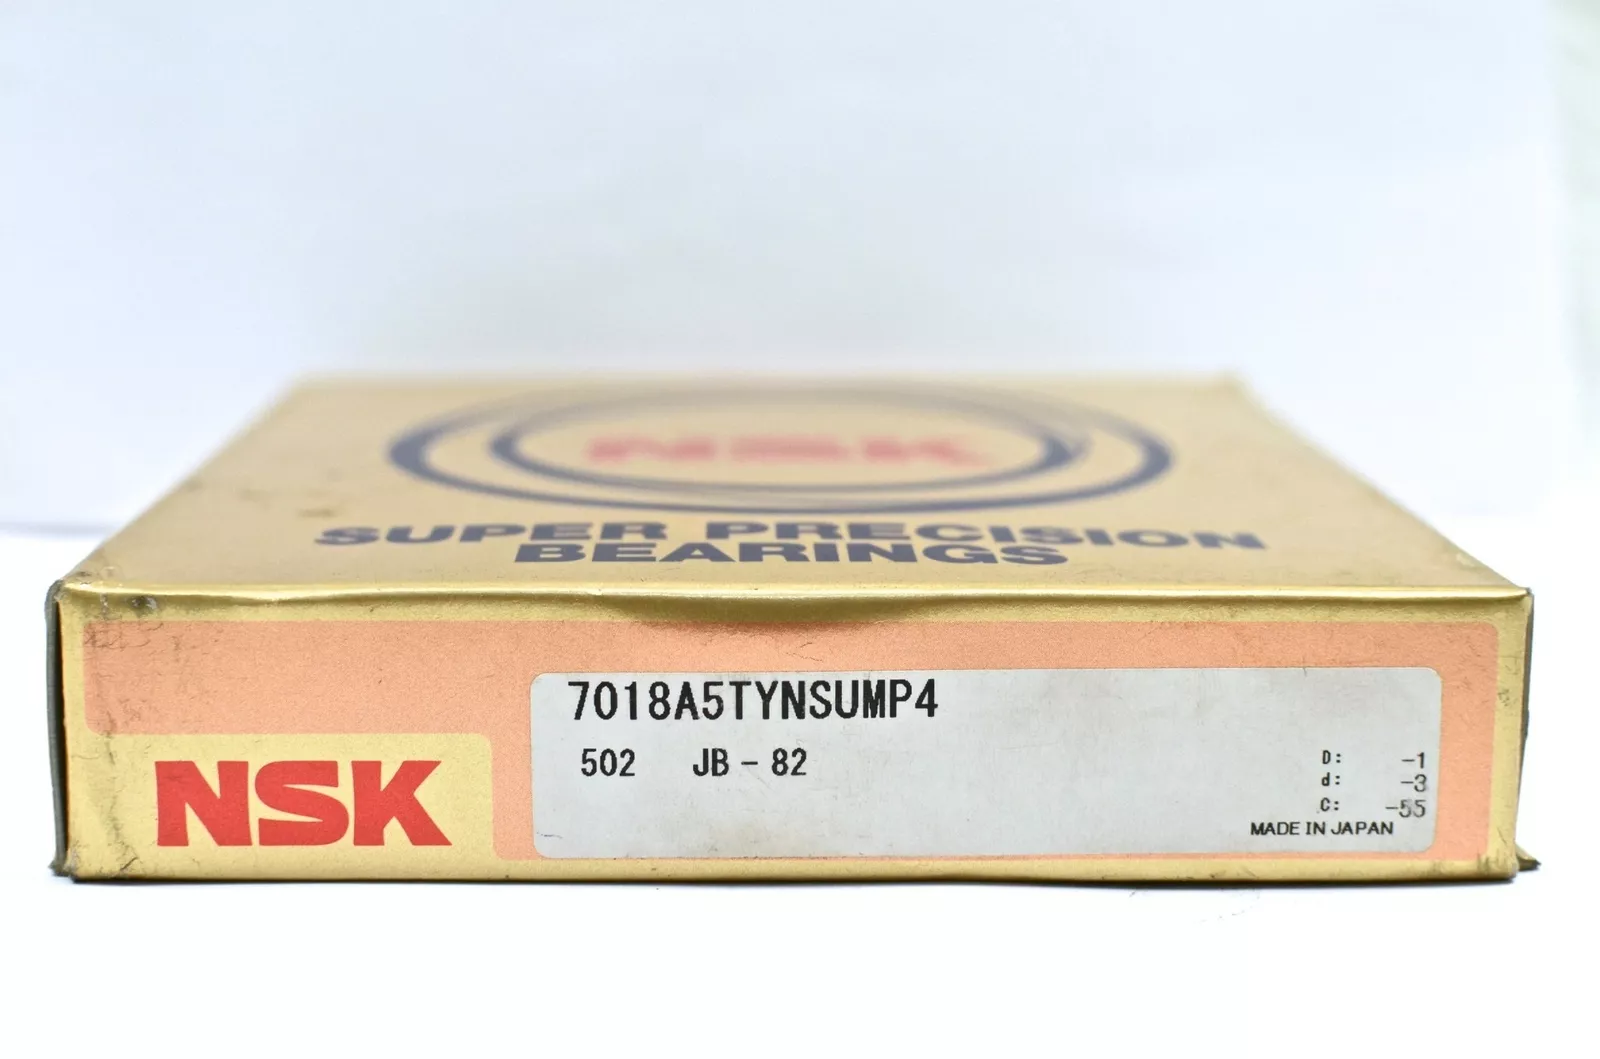 NSK
SUPER PRECISION
BEARINGS
7018A5TYNSUMP4
502 JB - 82
NSK
D: -1
d: -3
C: -55
MADE IN JAPAN